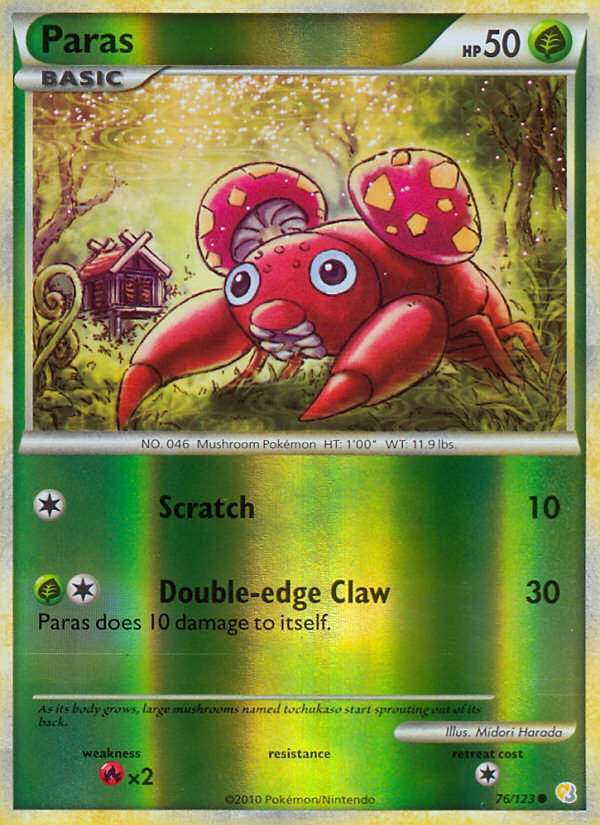 Paras
HP 50
BASIC
NO. 046 Mushroom Pokémon HT: 1'00" WT: 11.9 lbs.
Scratch 10
Double-edge Claw 30
Paras does 10 damage to itself.
As its body grows, large mushrooms named tochukaso start sprouting out of its
back.
Illus. Midori Harada
weakness resistance retreat cost
×2
©2010 Pokémon/Nintendo 76/123